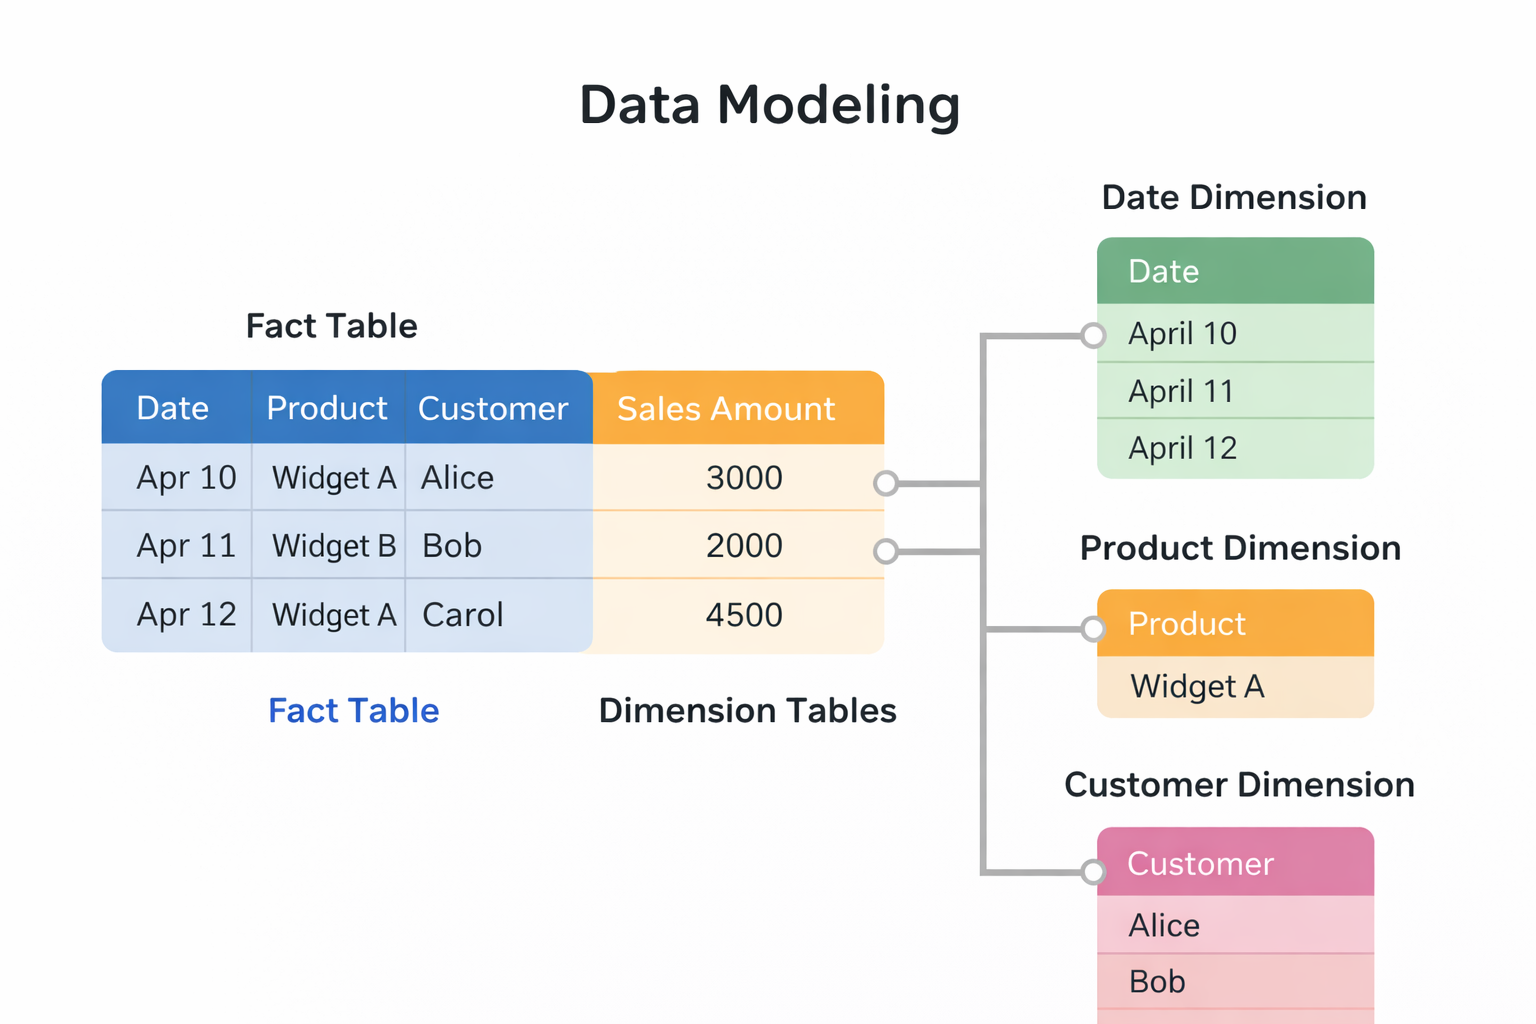 Data Modeling
Fact Table
Date Product Customer Sales Amount
Apr 10 Widget A Alice 3000
Apr 11 Widget B Bob 2000
Apr 12 Widget A Carol 4500
Fact Table
Dimension Tables
Date Dimension
Date
April 10
April 11
April 12
Product Dimension
Product
Widget A
Customer Dimension
Customer
Alice
Bob